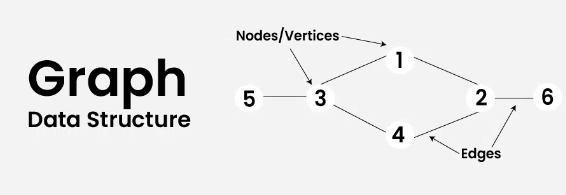 Graph
Data Structure
Nodes/Vertices
1
5 3 2 6
4
Edges